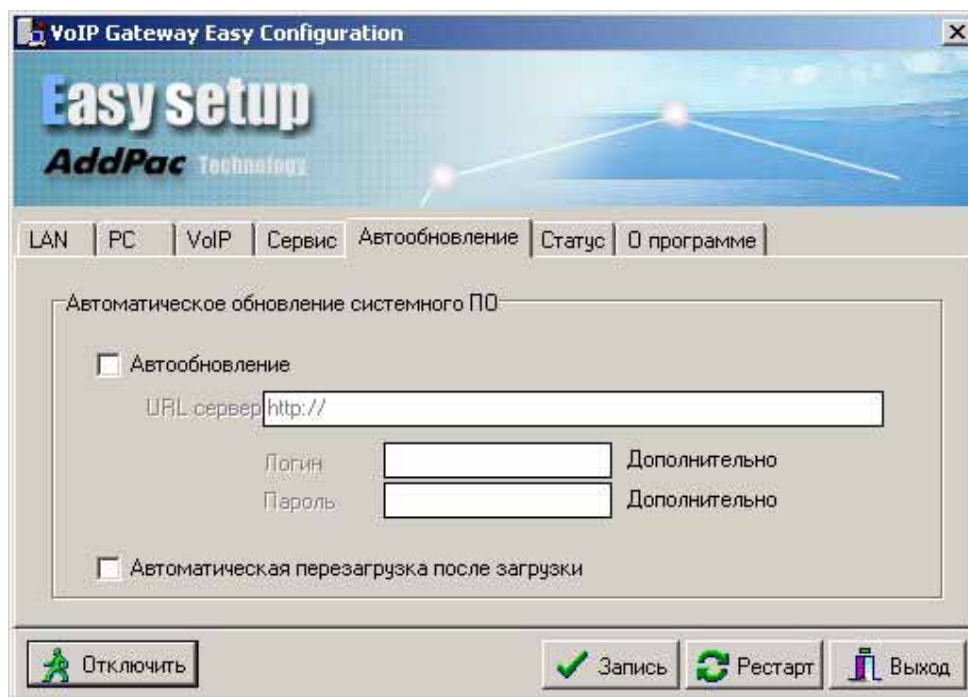 VoIP Gateway Easy Configuration
Easy setup
AddPac Technology
LAN PC VoIP Сервис Автообновление Статус О программе
Автоматическое обновление системного ПО
Автообновление
URL сервер http://
Логин Дополнительно
Пароль Дополнительно
Автоматическая перезагрузка после загрузки
Отключить Запись Рестарт Выход